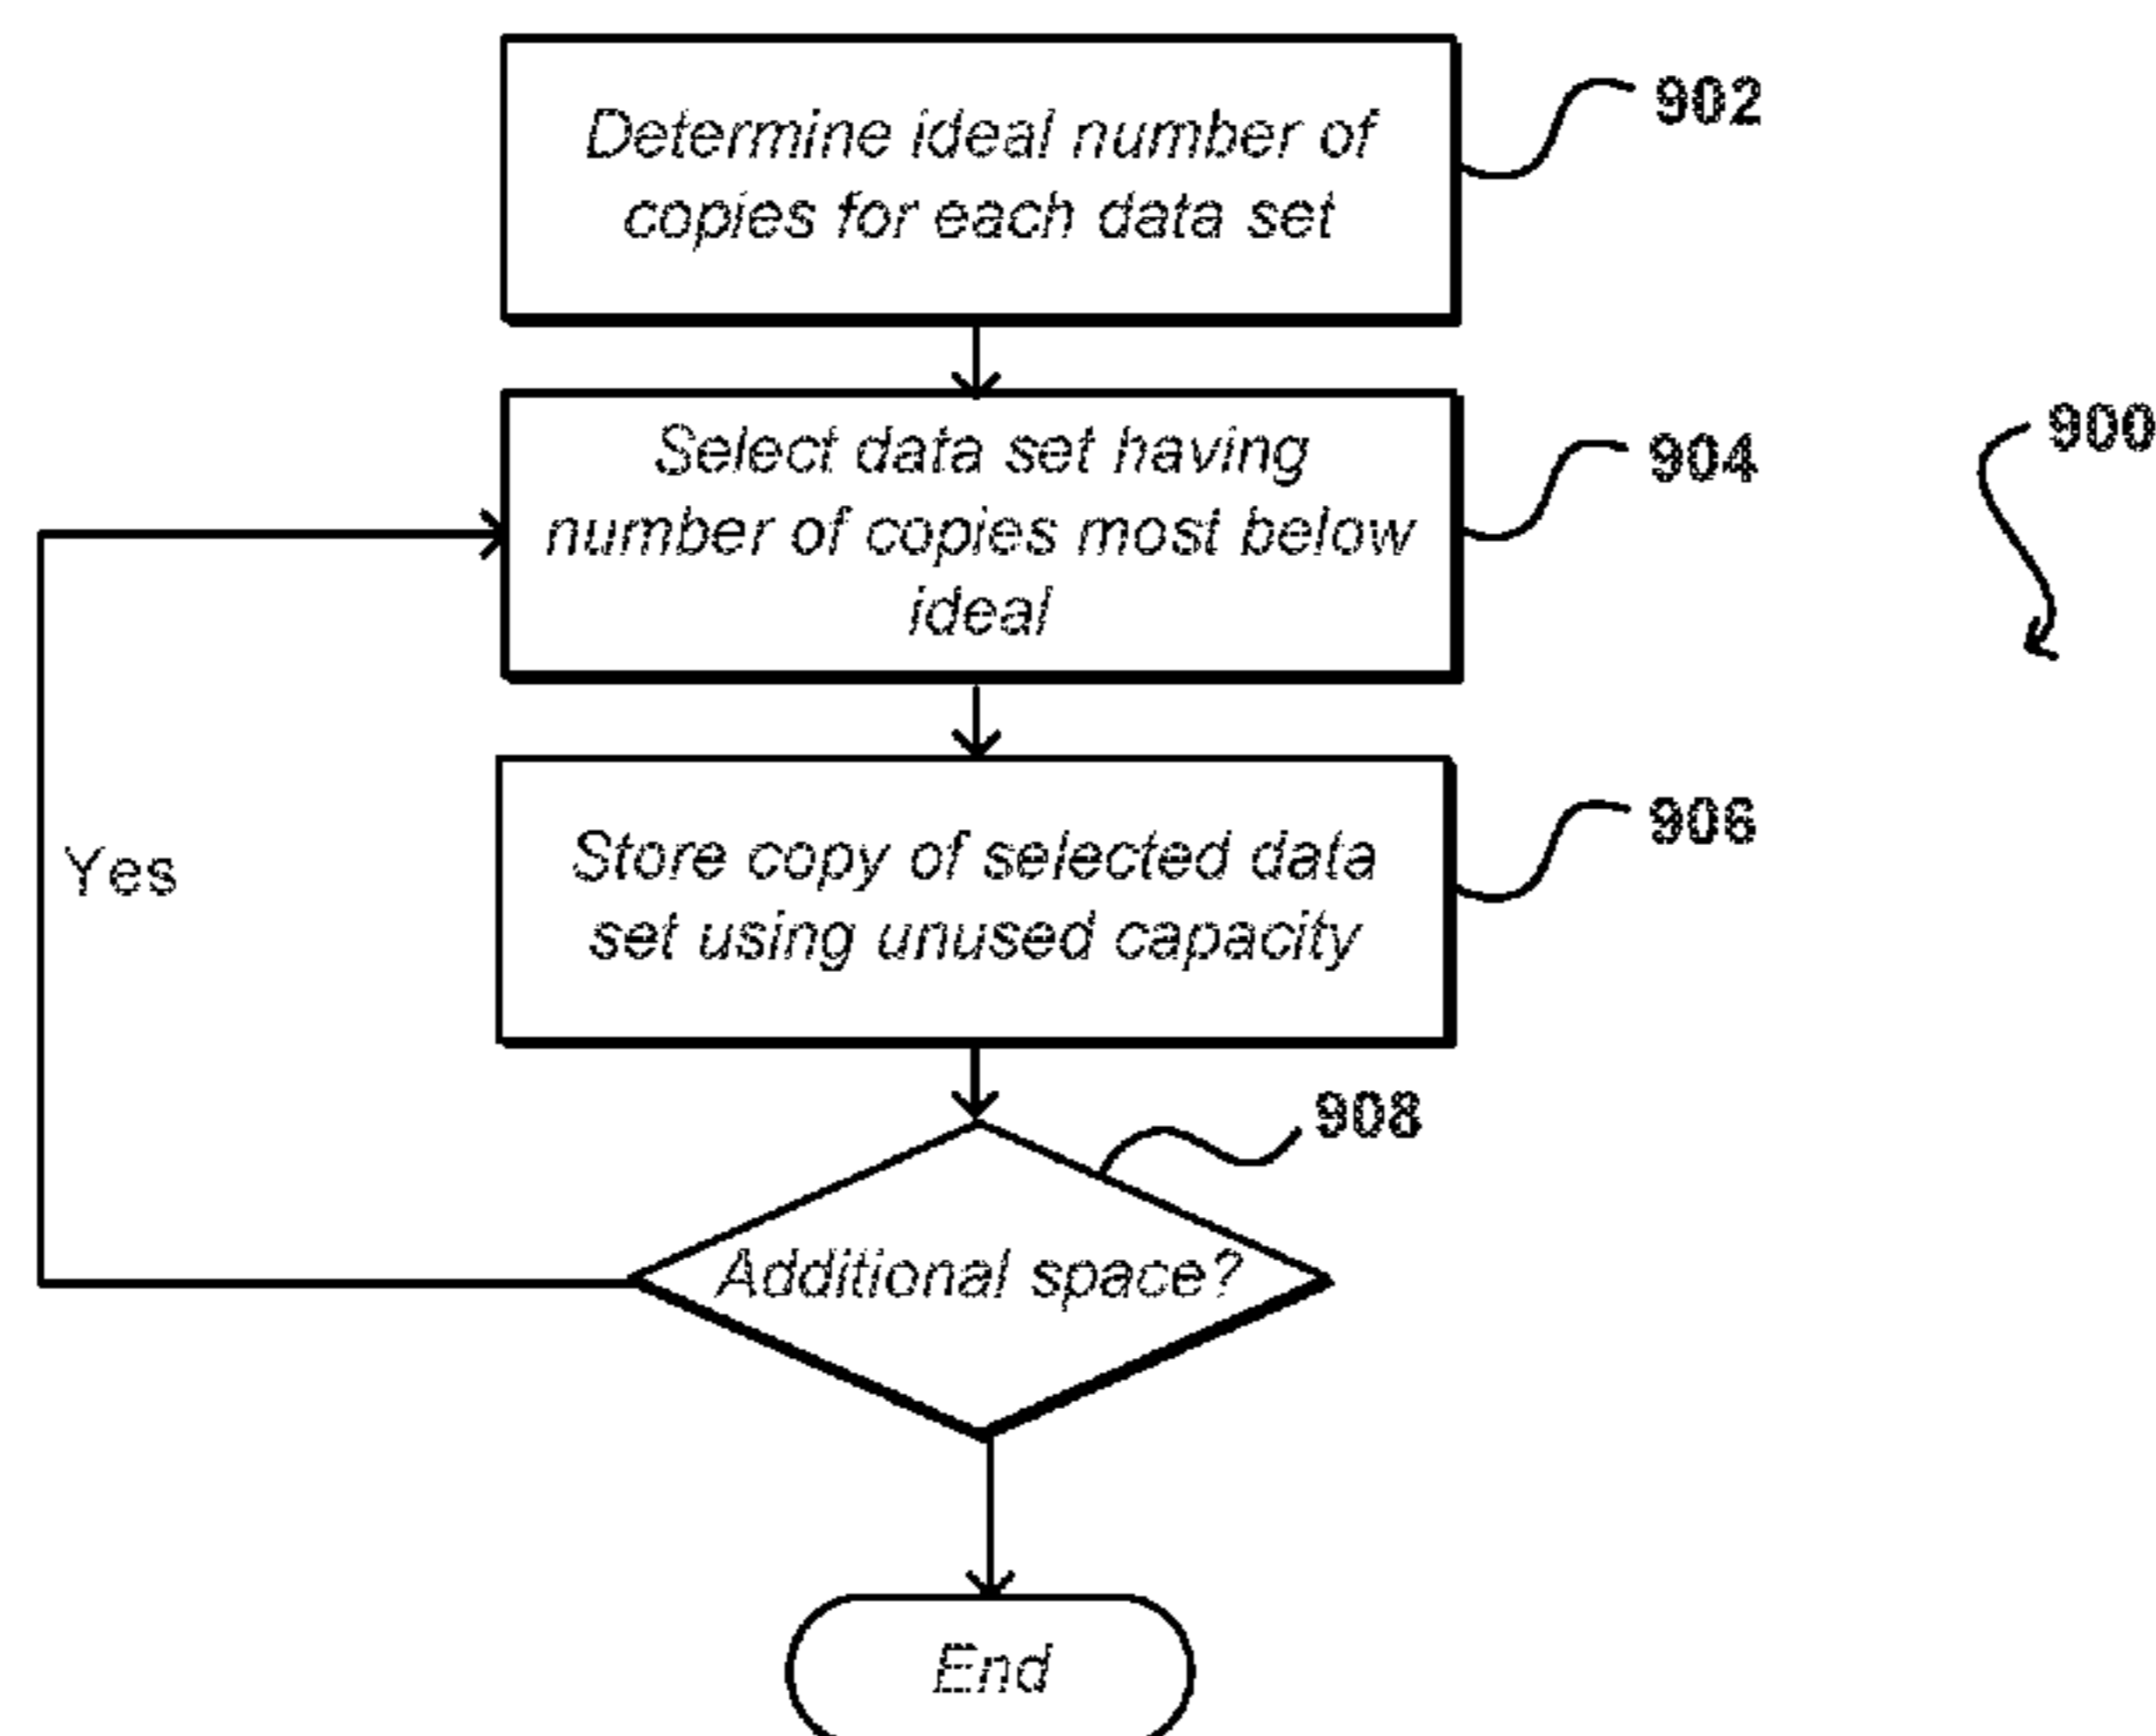 Determine ideal number of
copies for each data set
902
Select data set having
number of copies most below
ideal
904
900
Store copy of selected data
set using unused capacity
906
Yes
908
Additional space?
End